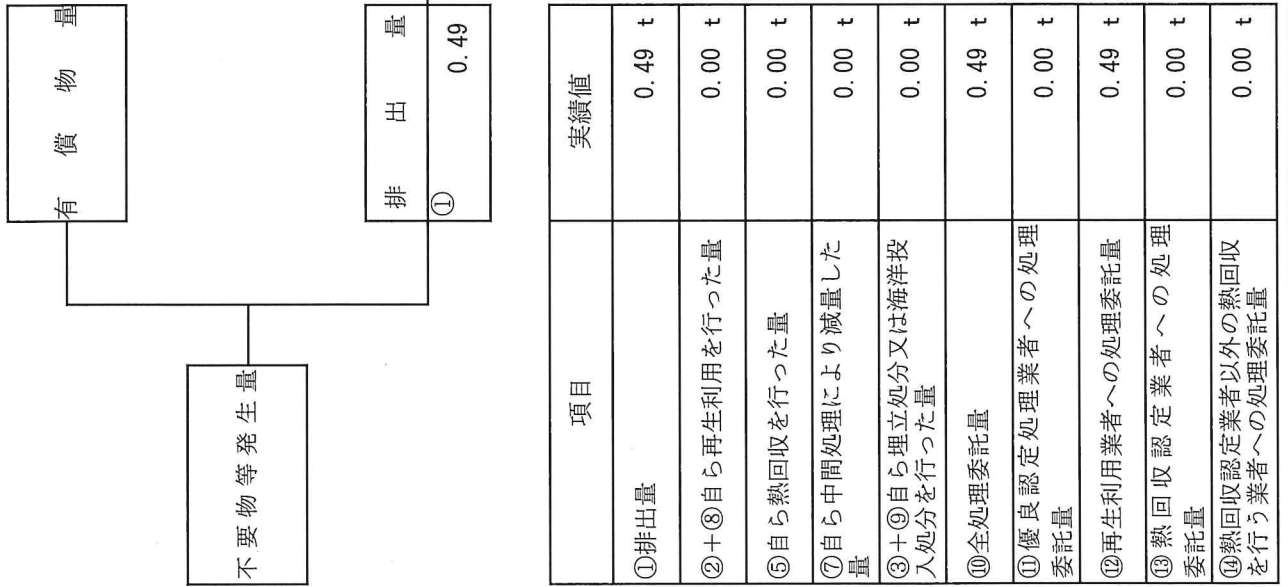 有償物量
不要物等発生量
排出量
① 0.49
項目 実績値
①排出量 0.49 t
②＋⑧自ら再生利用を行った量 0.00 t
⑤自ら熱回収を行った量 0.00 t
⑦自ら中間処理により減量した
量 0.00 t
③＋⑨自ら埋立処分又は海洋投
入処分を行った量 0.00 t
⑩全処理委託量 0.49 t
⑪優良認定処理業者への処理
委託量 0.00 t
⑫再生利用業者への処理委託量 0.49 t
⑬熱回収認定業者への処理
委託量 0.00 t
⑭熱回収認定業者以外の熱回収
を行う業者への処理委託量 0.00 t